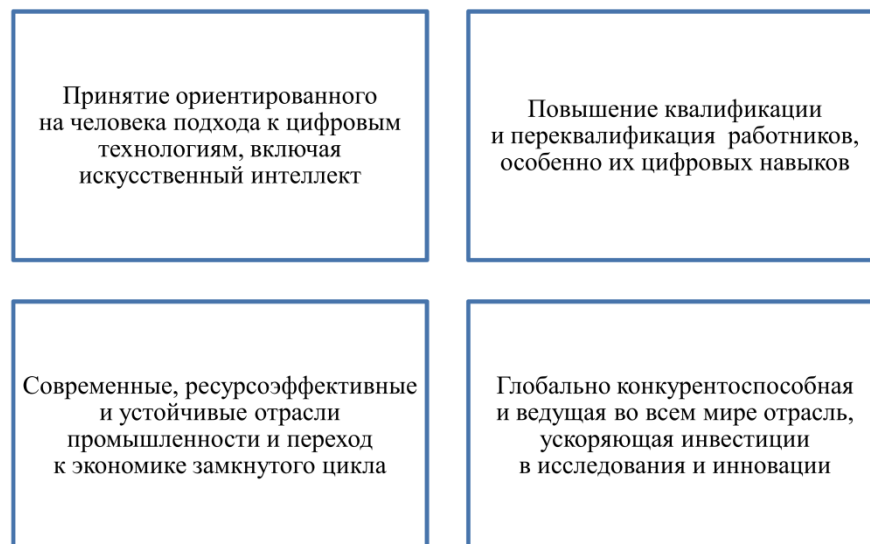 Принятие ориентированного
на человека подхода к цифровым
технологиям, включая
искусственный интеллект
Повышение квалификации
и переквалификация работников,
особенно их цифровых навыков
Современные, ресурсоэффективные
и устойчивые отрасли
промышленности и переход
к экономике замкнутого цикла
Глобально конкурентоспособная
и ведущая во всем мире отрасль,
ускоряющая инвестиции
в исследования и инновации